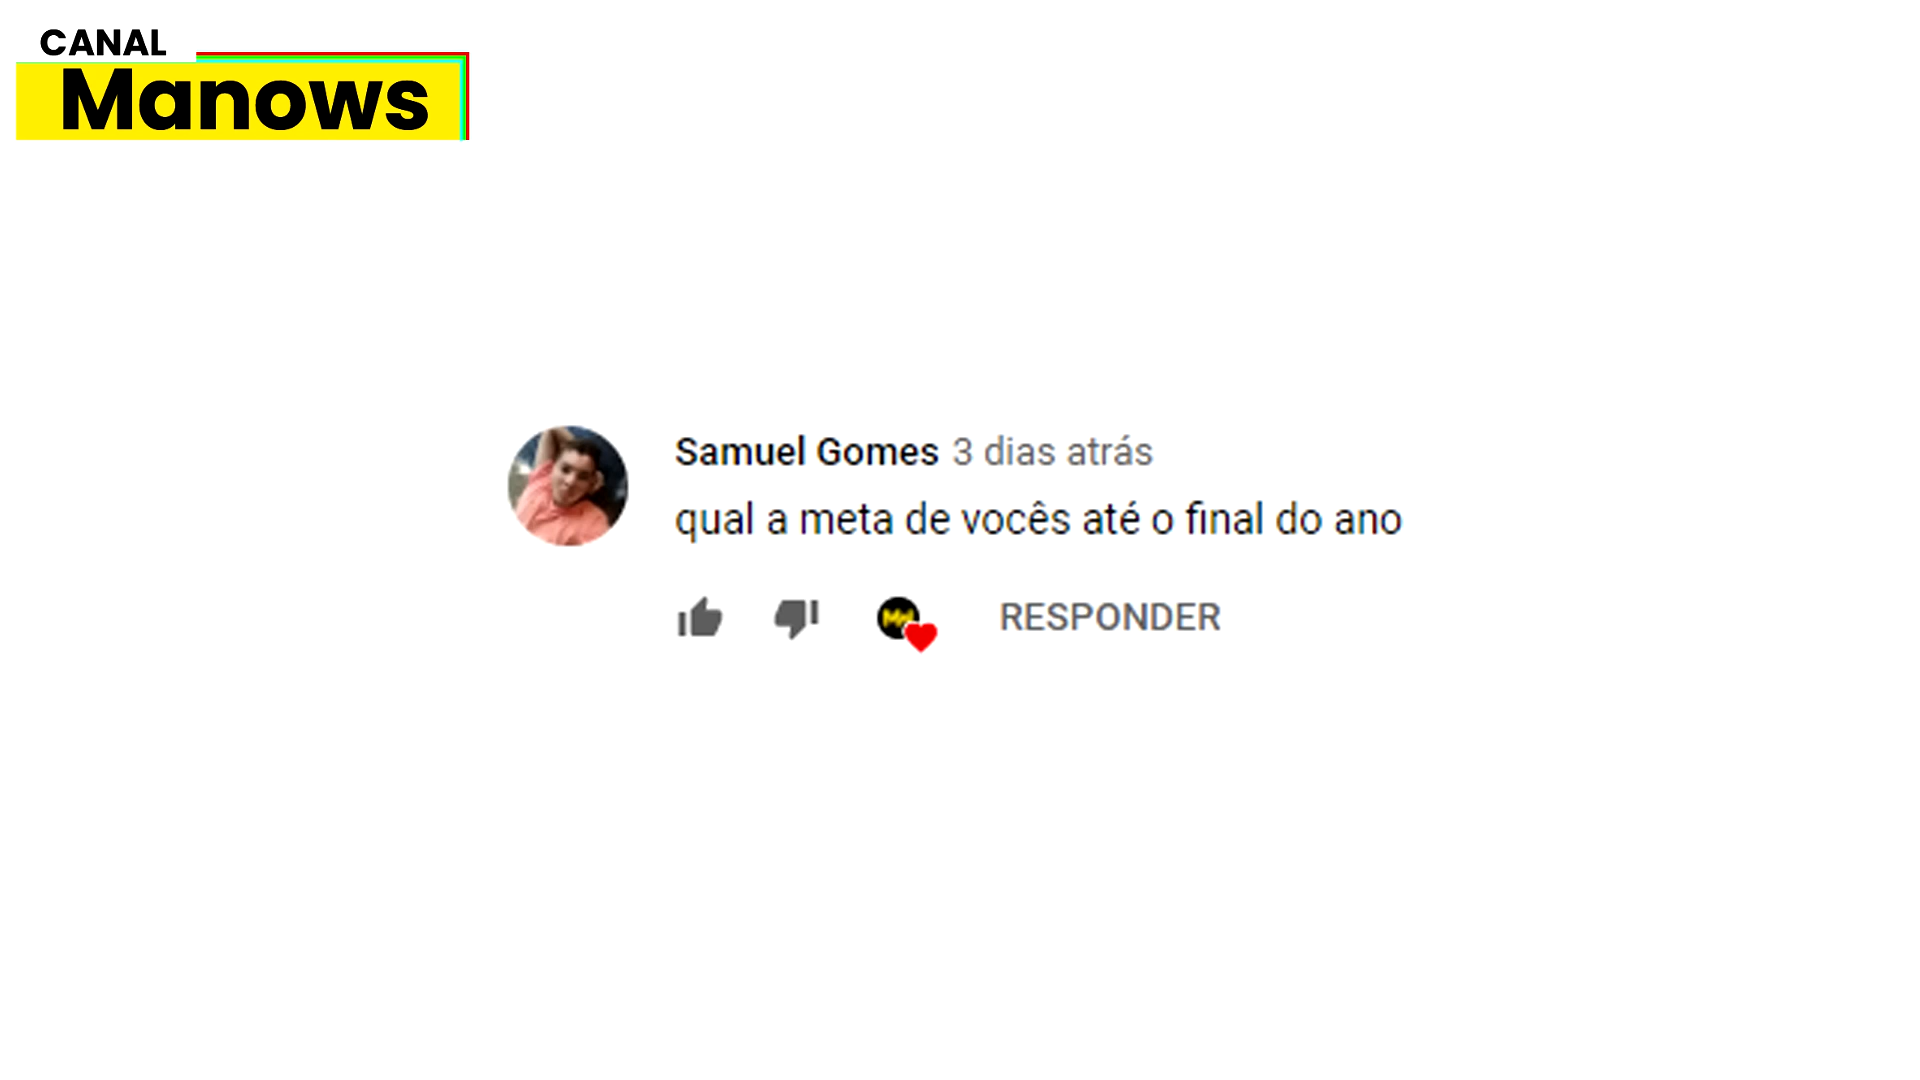 CANAL
Manows
Samuel Gomes 3 dias atrás
qual a meta de vocês até o final do ano
RESPONDER